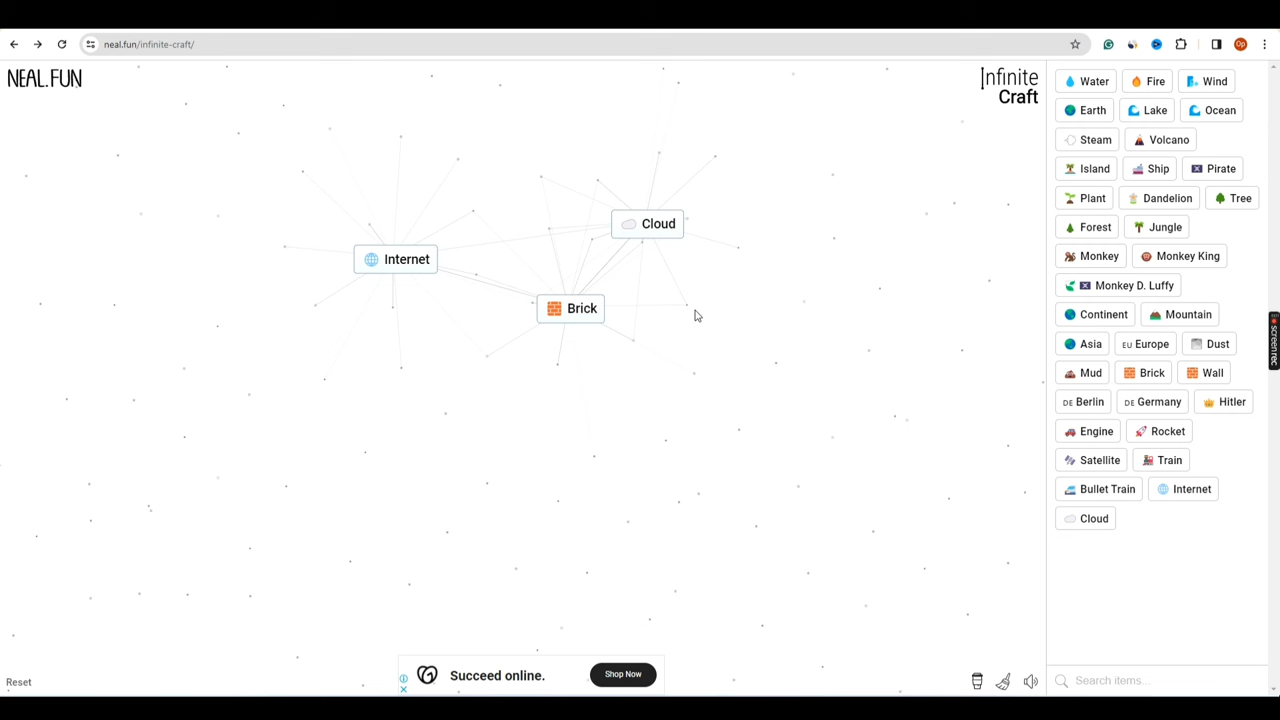 neal.fun/infinite-craft/
Op
NEAL.FUN
Infinite
Craft
Internet
Cloud
Brick
Water Fire Wind
Earth Lake Ocean
Steam Volcano
Island Ship Pirate
Plant Dandelion Tree
Forest Jungle
Monkey Monkey King
Monkey D. Luffy
Continent Mountain
Asia EU Europe Dust
Mud Brick Wall
DE Berlin DE Germany Hitler
Engine Rocket
Satellite Train
Bullet Train Internet
Cloud
screenrec
Succeed online. Shop Now
Reset
Search items...